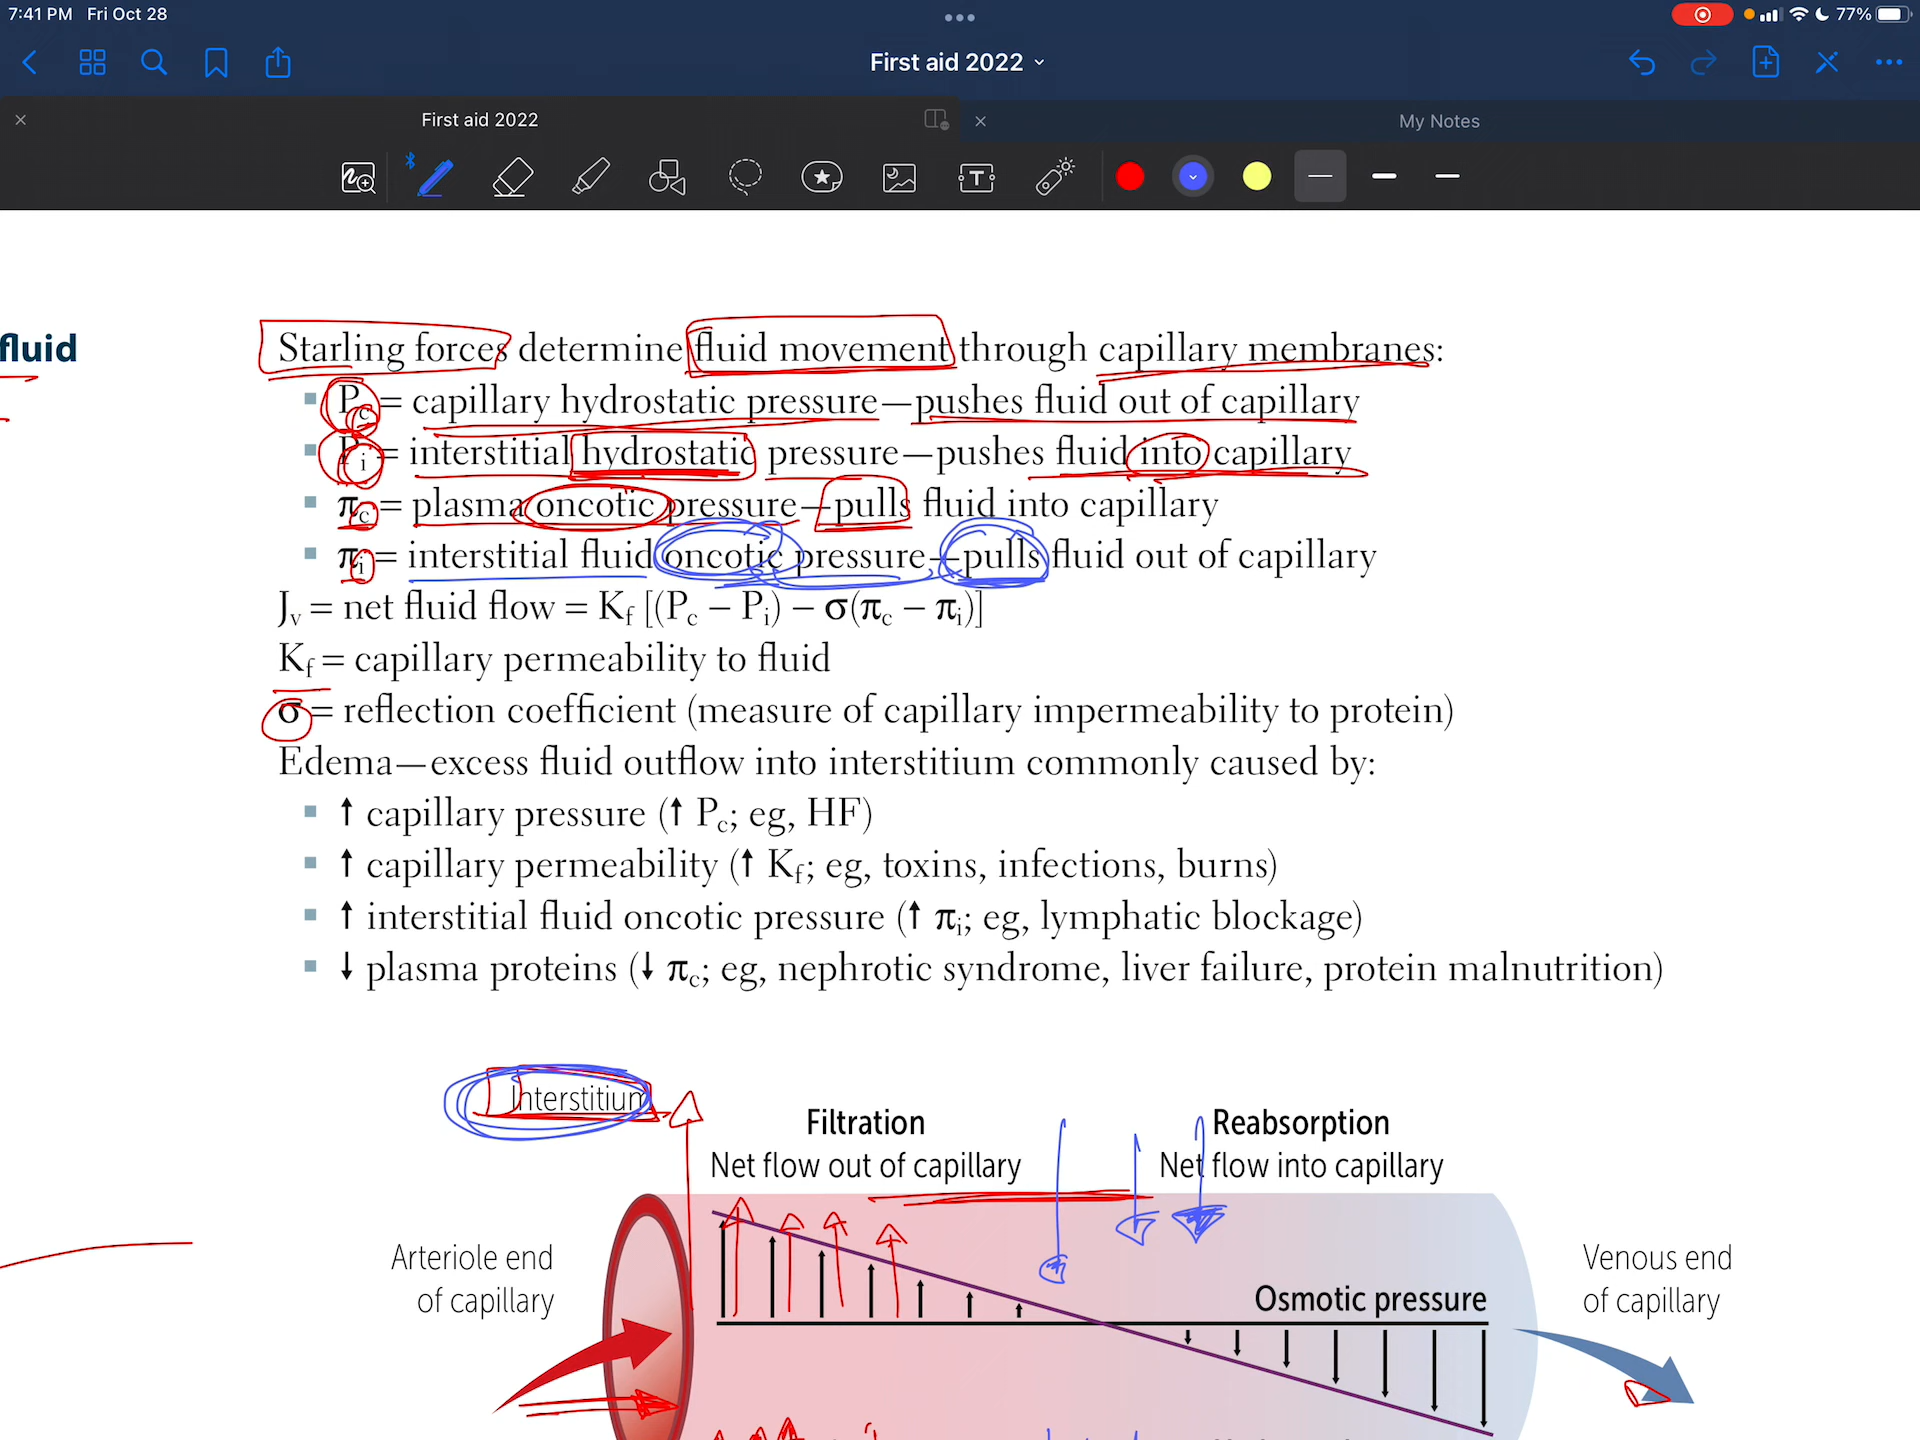 7:41 PM Fri Oct 28
77%
First aid 2022
First aid 2022
My Notes
fluid
Starling forces determine fluid movement through capillary membranes:
Pc = capillary hydrostatic pressure—pushes fluid out of capillary
Pi = interstitial hydrostatic pressure—pushes fluid into capillary
πc = plasma oncotic pressure—pulls fluid into capillary
πi = interstitial fluid oncotic pressure—pulls fluid out of capillary
Jv = net fluid flow = Kf [(Pc − Pi) − σ(πc − πi)]
Kf = capillary permeability to fluid
σ = reflection coefficient (measure of capillary impermeability to protein)
Edema—excess fluid outflow into interstitium commonly caused by:
↑ capillary pressure (↑ Pc; eg, HF)
↑ capillary permeability (↑ Kf; eg, toxins, infections, burns)
↑ interstitial fluid oncotic pressure (↑ πi; eg, lymphatic blockage)
↓ plasma proteins (↓ πc; eg, nephrotic syndrome, liver failure, protein malnutrition)
Interstitium
Filtration
Net flow out of capillary
Reabsorption
Net flow into capillary
Arteriole end
of capillary
Osmotic pressure
Venous end
of capillary